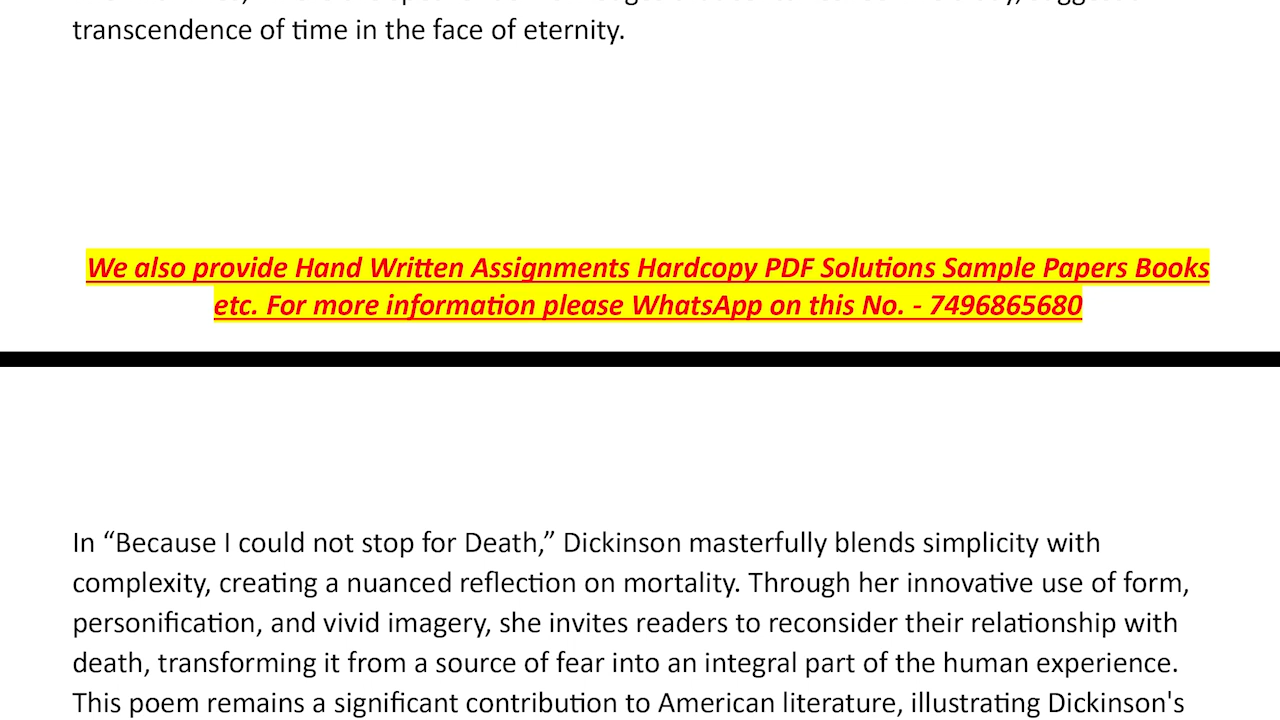 transcendence of time in the face of eternity.
We also provide Hand Written Assignments Hardcopy PDF Solutions Sample Papers Books
etc. For more information please WhatsApp on this No. - 7496865680
In “Because I could not stop for Death,” Dickinson masterfully blends simplicity with
complexity, creating a nuanced reflection on mortality. Through her innovative use of form,
personification, and vivid imagery, she invites readers to reconsider their relationship with
death, transforming it from a source of fear into an integral part of the human experience.
This poem remains a significant contribution to American literature, illustrating Dickinson's